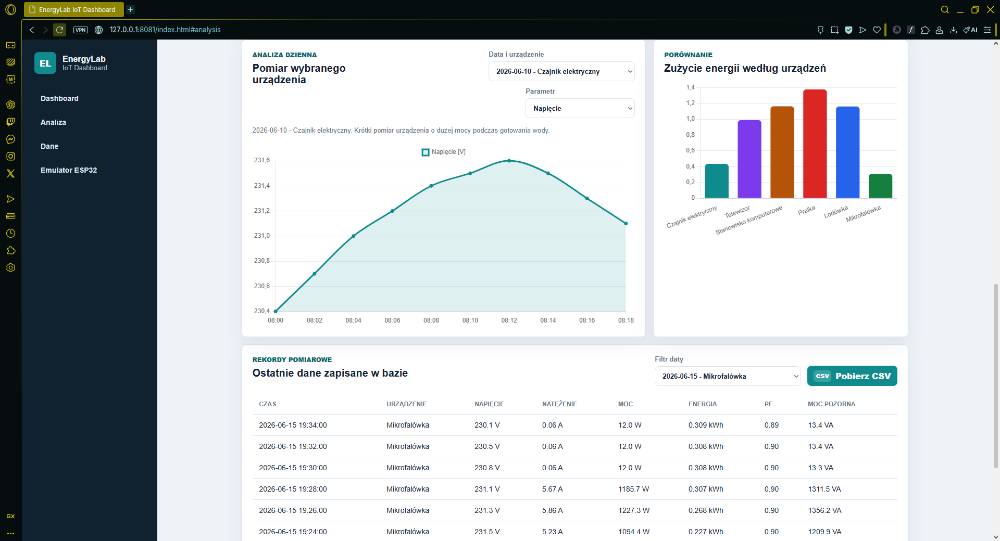 EnergyLab IoT Dashboard
VPN
127.0.0.1:8081/index.html#analysis
AI
M
GX
EL
EnergyLab
IoT Dashboard
Dashboard
Analiza
Dane
Emulator ESP32
ANALIZA DZIENNA
Pomiar wybranego
urządzenia
Data i urządzenie
2026-06-10 - Czajnik elektryczny
Parametr
Napięcie
2026-06-10 - Czajnik elektryczny. Krótki pomiar urządzenia o dużej mocy podczas gotowania wody.
Napięcie [V]
231,6
231,4
231,2
231,0
230,8
230,6
230,4
08:00 08:02 08:04 08:06 08:08 08:10 08:12 08:14 08:16 08:18
PORÓWNANIE
Zużycie energii według urządzeń
1,4
1,2
1,0
0,8
0,6
0,4
0,2
0
Czajnik elektryczny
Telewizor
Stanowisko komputerowe
Pralka
Lodówka
Mikrofalówka
REKORDY POMIAROWE
Ostatnie dane zapisane w bazie
Filtr daty
2026-06-15 - Mikrofalówka
CSV Pobierz CSV
CZAS URZĄDZENIE NAPIĘCIE NATĘŻENIE MOC ENERGIA PF MOC POZORNA
2026-06-15 19:34:00 Mikrofalówka 230.1 V 0.06 A 12.0 W 0.309 kWh 0.89 13.4 VA
2026-06-15 19:32:00 Mikrofalówka 230.5 V 0.06 A 12.0 W 0.308 kWh 0.90 13.4 VA
2026-06-15 19:30:00 Mikrofalówka 230.8 V 0.06 A 12.0 W 0.308 kWh 0.90 13.3 VA
2026-06-15 19:28:00 Mikrofalówka 231.1 V 5.67 A 1185.7 W 0.307 kWh 0.90 1311.5 VA
2026-06-15 19:26:00 Mikrofalówka 231.3 V 5.86 A 1227.3 W 0.268 kWh 0.90 1356.2 VA
2026-06-15 19:24:00 Mikrofalówka 231.5 V 5.23 A 1094.4 W 0.227 kWh 0.90 1209.9 VA